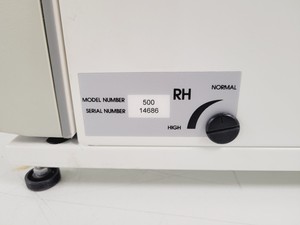 MODEL NUMBER 500
SERIAL NUMBER 14686
RH
NORMAL
HIGH